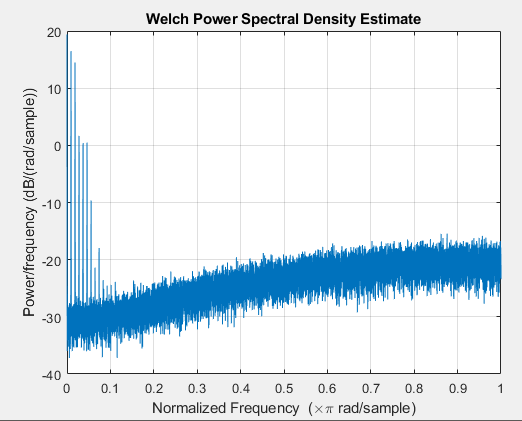 Welch Power Spectral Density Estimate
Power/frequency (dB/(rad/sample))
20
10
0
-10
-20
-30
-40
0 0.1 0.2 0.3 0.4 0.5 0.6 0.7 0.8 0.9 1
Normalized Frequency (×π rad/sample)